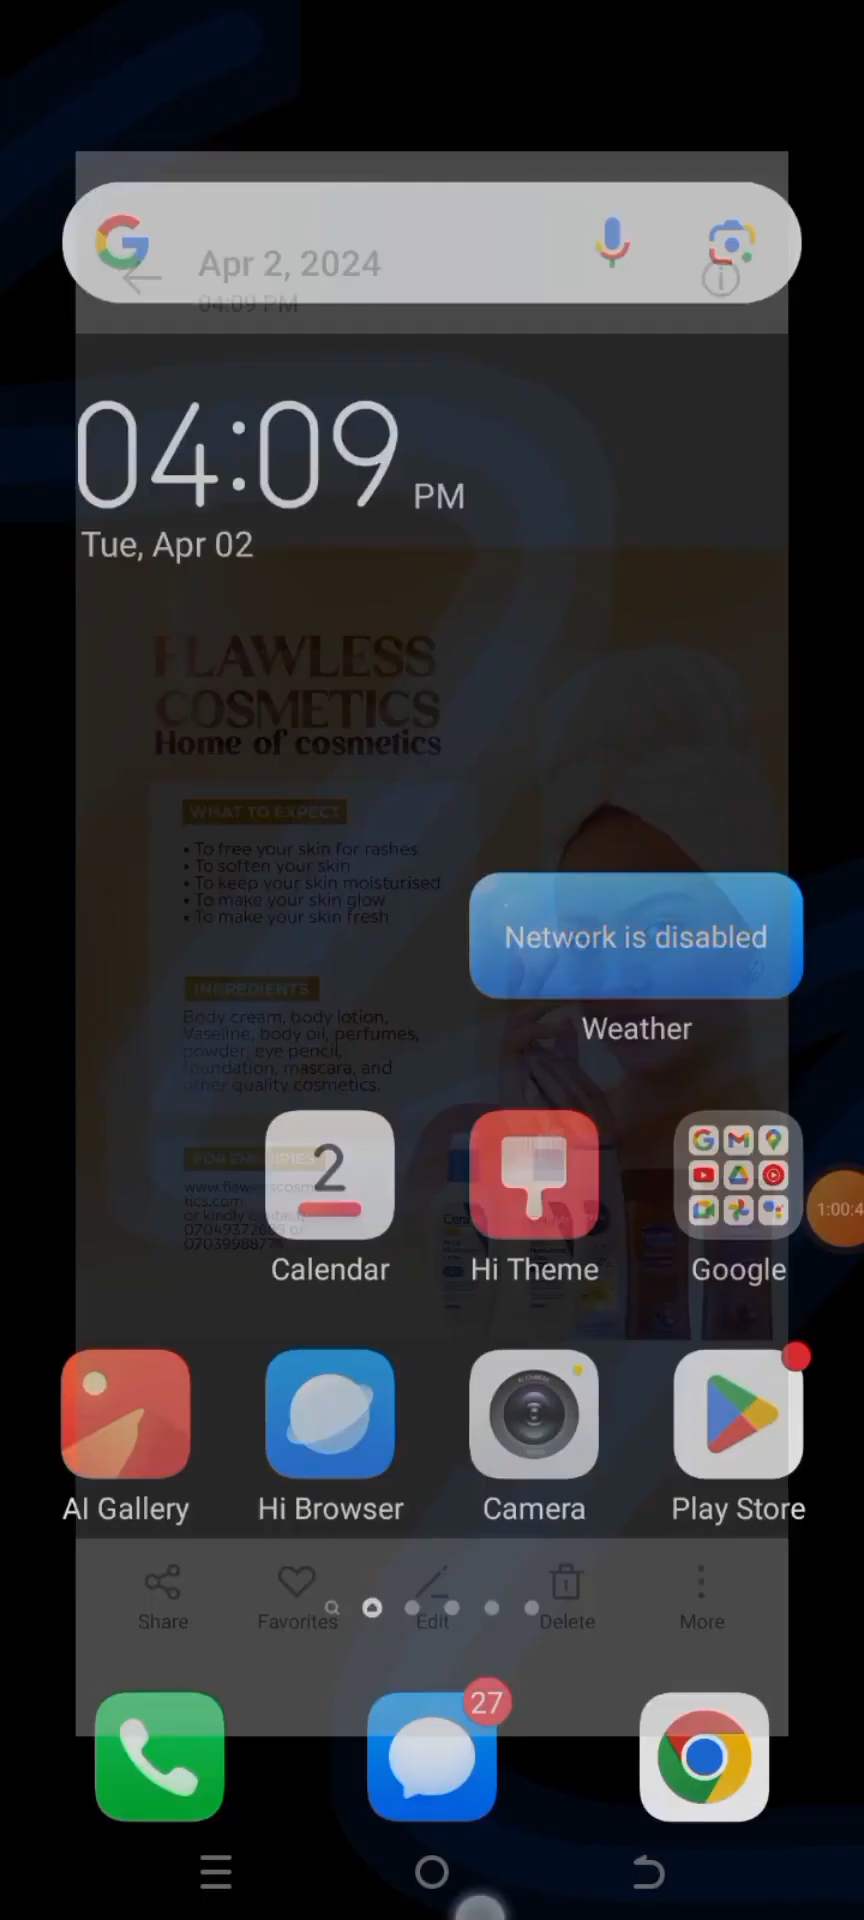 Apr 2, 2024
04:09 PM
04:09 PM
Tue, Apr 02
FLAWLESS
COSMETICS
Home of cosmetics
WHAT TO EXPECT
• To free your skin for rashes
• To soften your skin
• To keep your skin moisturised
• To make your skin glow
• To make your skin fresh
Network is disabled
Weather
INGREDIENTS
Body cream, body lotion,
Vaseline, body oil, perfumes,
powder, eye pencil,
foundation, mascara, and
other quality cosmetics.
or kindly contact
2
Calendar
Hi Theme
Google
1:00:4
AI Gallery
Hi Browser
Camera
Play Store
Share
Favorites
Edit
Delete
More
27